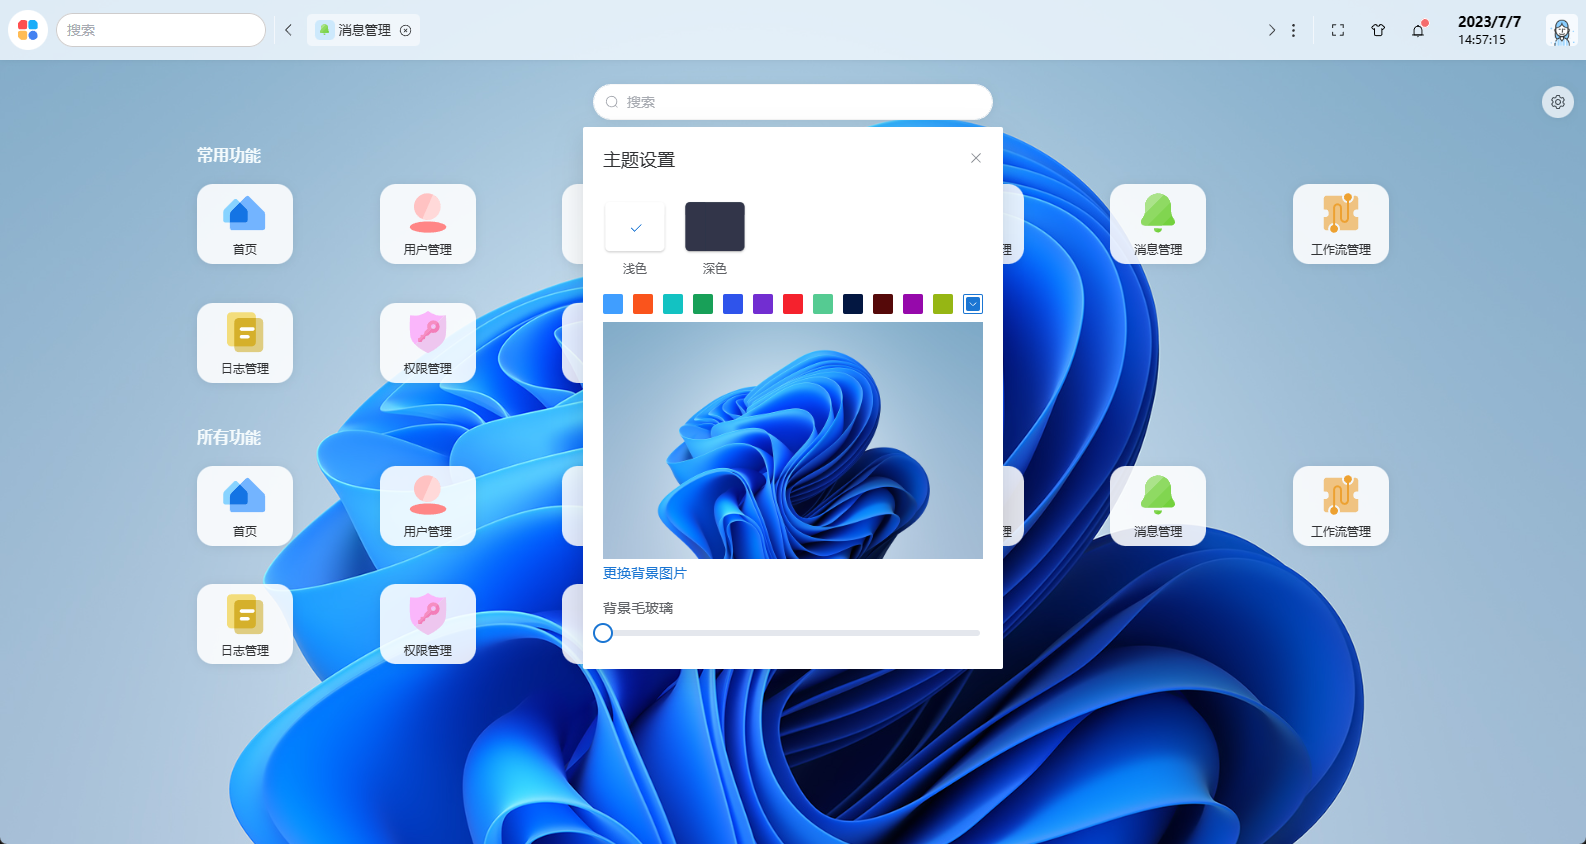 搜索
消息管理
2023/7/7
14:57:15
搜索
常用功能
首页
用户管理
理
消息管理
工作流管理
日志管理
权限管理
所有功能
首页
用户管理
理
消息管理
工作流管理
日志管理
权限管理
主题设置
浅色
深色
更换背景图片
背景毛玻璃